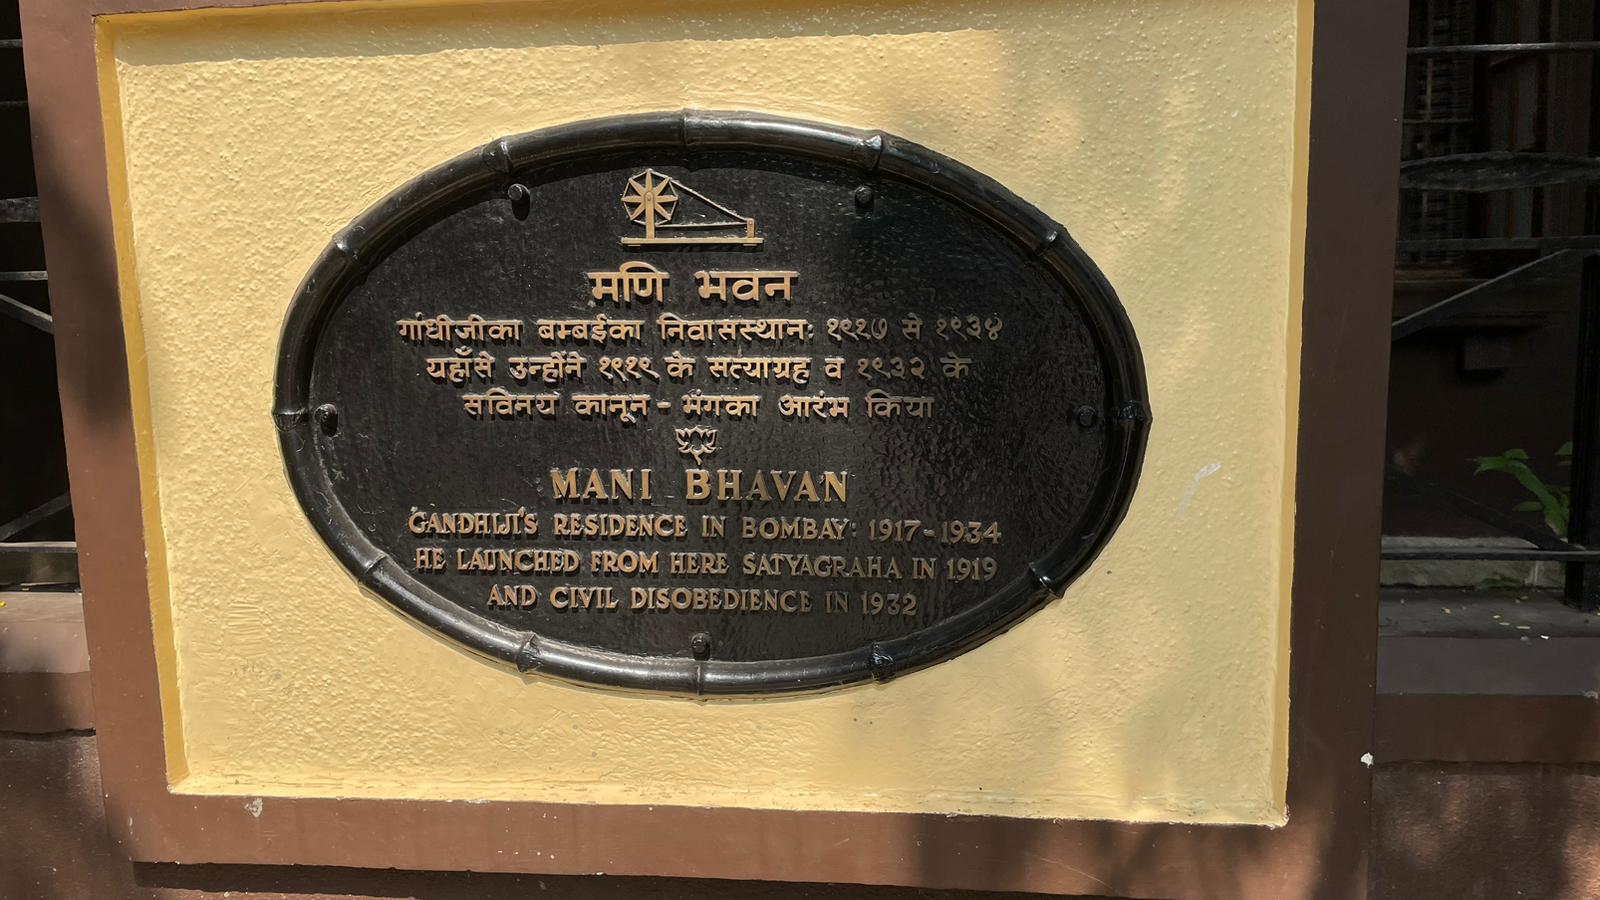 मणि भवन
गांधीजीका बम्बईका निवासस्थान: १९१७ से १९३४
यहाँसे उन्होंने १९१९ के सत्याग्रह व १९३२ के
सविनय कानून - भंगका आरंभ किया
MANI BHAVAN
GANDHIJI'S RESIDENCE IN BOMBAY: 1917-1934
HE LAUNCHED FROM HERE SATYAGRAHA IN 1919
AND CIVIL DISOBEDIENCE IN 1932